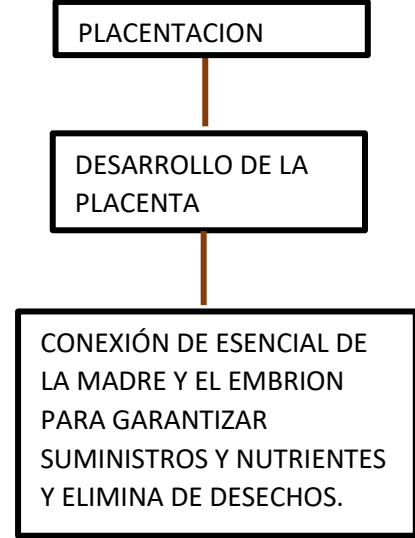 PLACENTACION
DESARROLLO DE LA
PLACENTA
CONEXIÓN DE ESENCIAL DE
LA MADRE Y EL EMBRION
PARA GARANTIZAR
SUMINISTROS Y NUTRIENTES
Y ELIMINA DE DESECHOS.